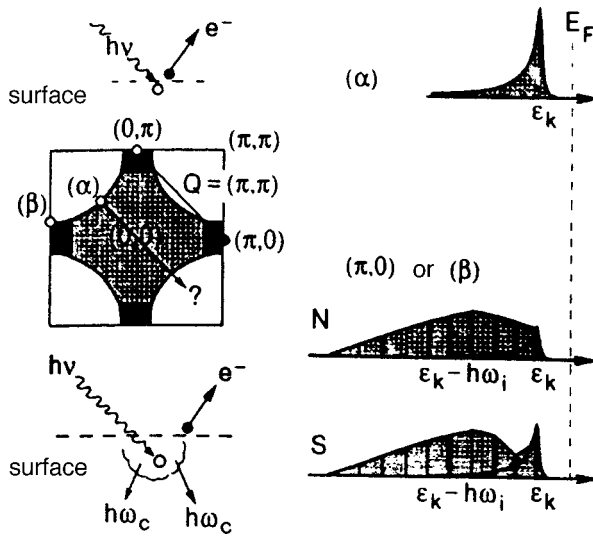 hν e⁻
surface
(0,π) (π,π)
(α) Q = (π,π)
(β)
(0,0) (π,0)
?
hν e⁻
surface
hω_c hω_c
E_F
(α)
ε_k
(π,0) or (β)
N
ε_k − hω_i ε_k
S
ε_k − hω_i ε_k